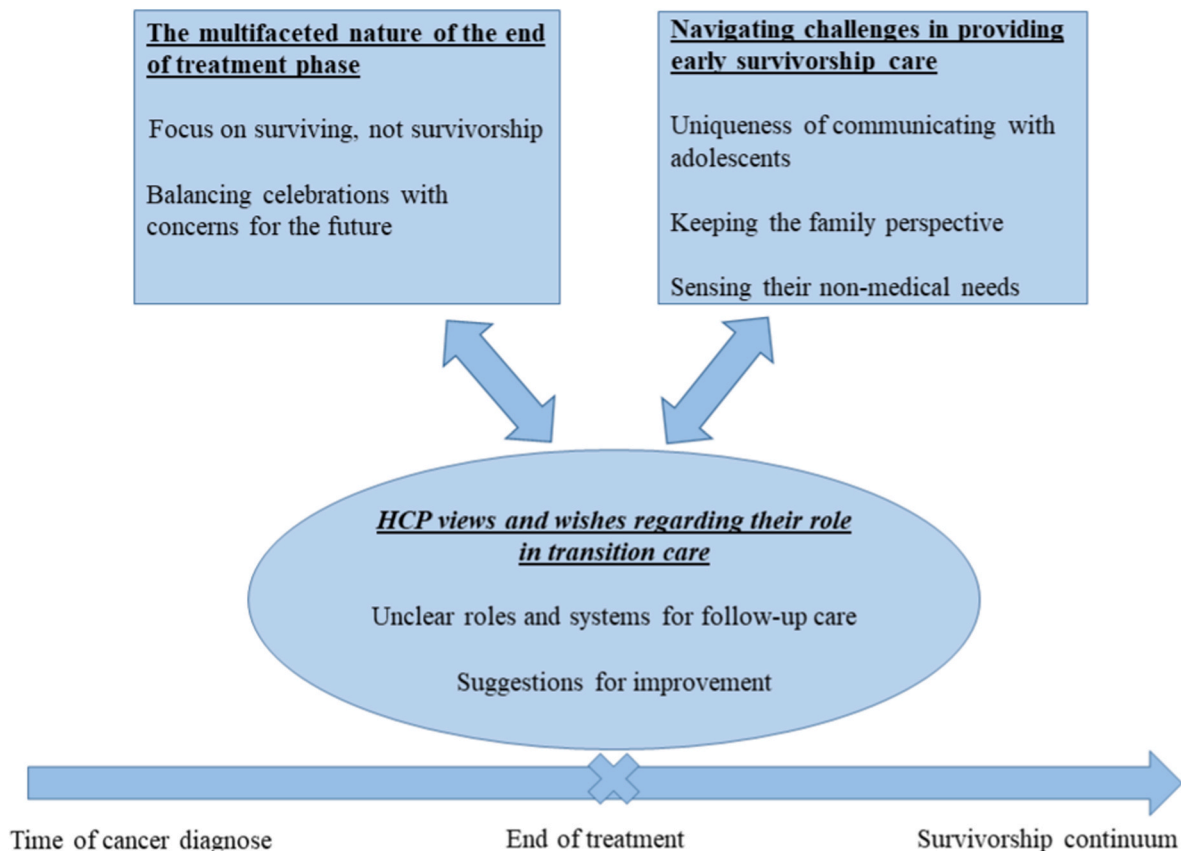 The multifaceted nature of the end
of treatment phase
Focus on surviving, not survivorship
Balancing celebrations with
concerns for the future
Navigating challenges in providing
early survivorship care
Uniqueness of communicating with
adolescents
Keeping the family perspective
Sensing their non-medical needs
HCP views and wishes regarding their role
in transition care
Unclear roles and systems for follow-up care
Suggestions for improvement
Time of cancer diagnose
End of treatment
Survivorship continuum